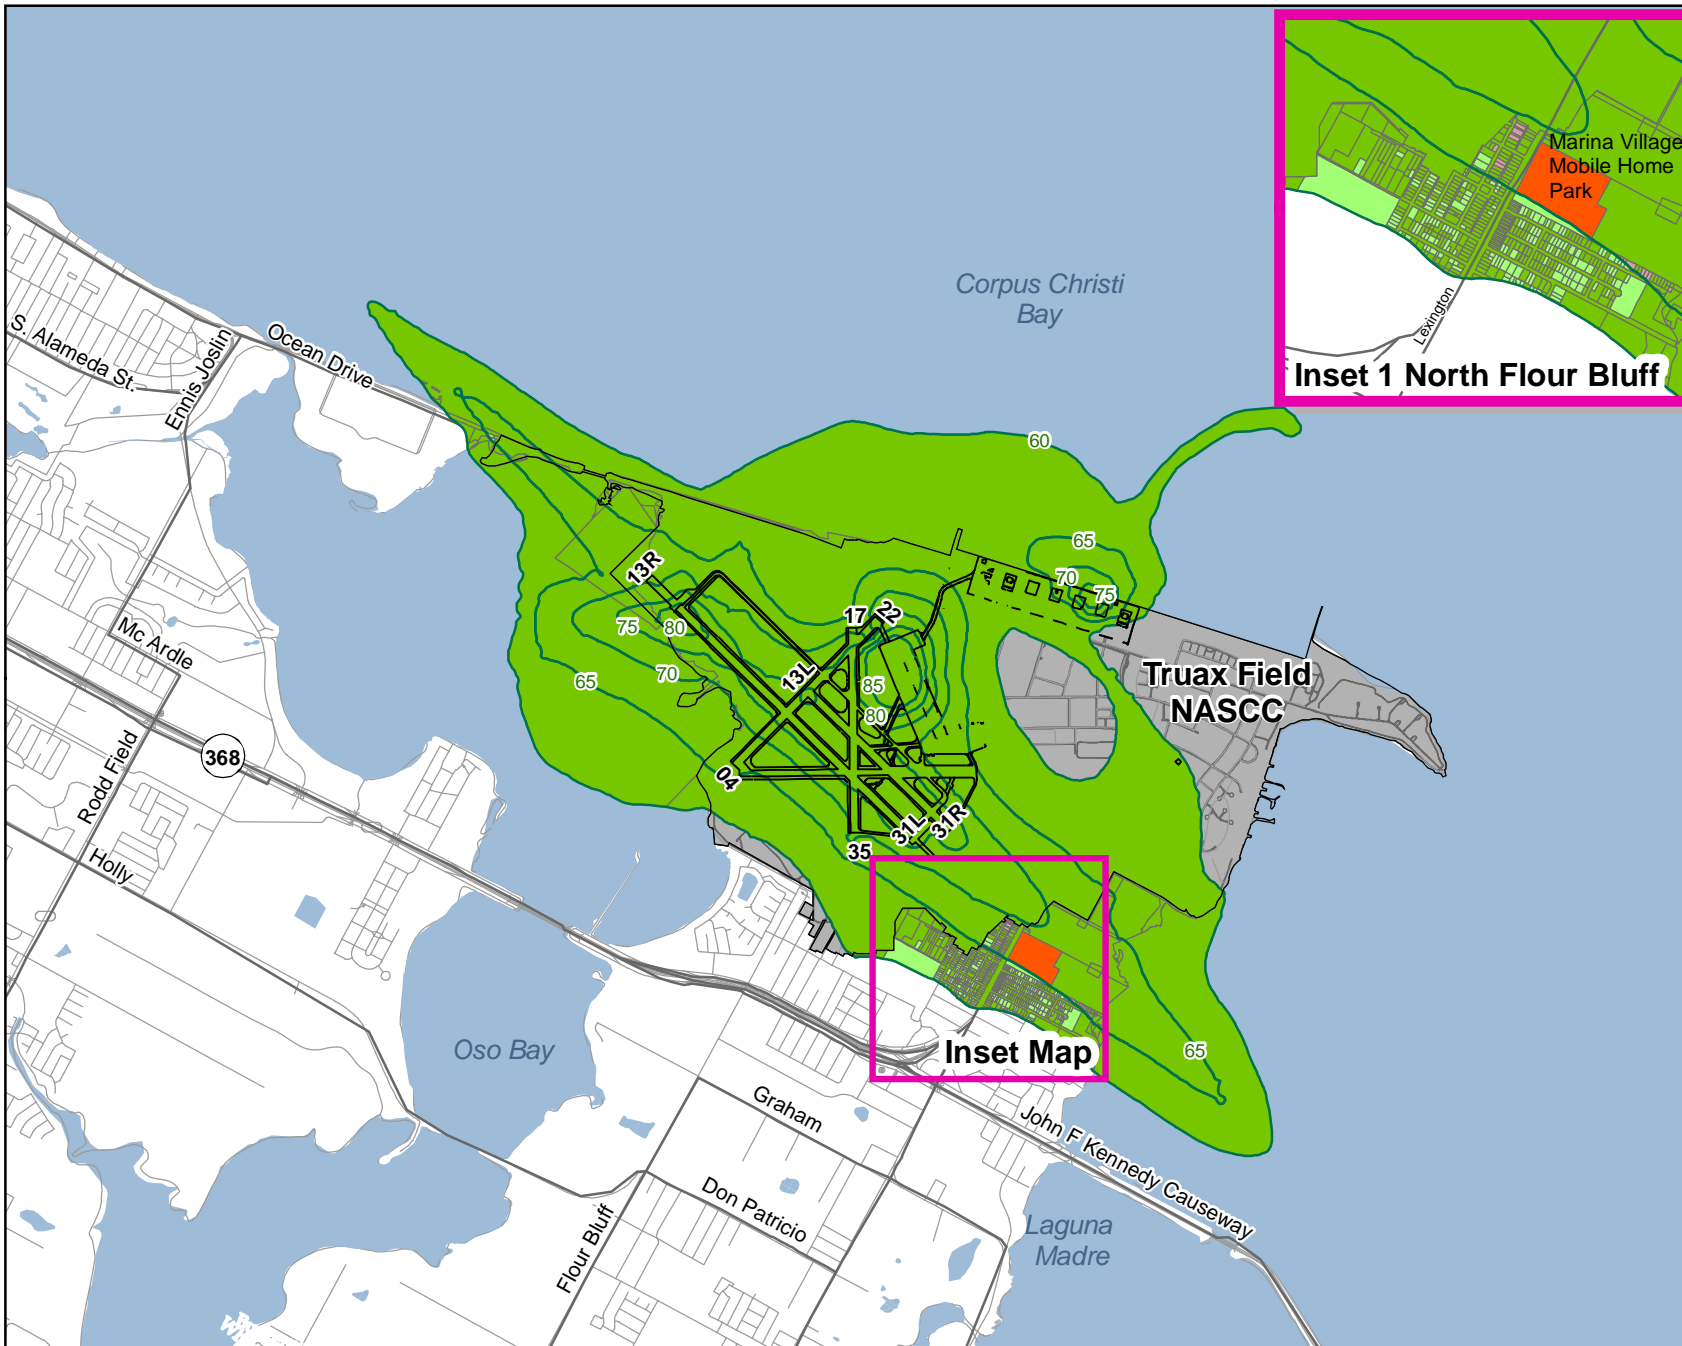 Marina Village
Mobile Home
Park
Lexington
Inset 1 North Flour Bluff
Corpus Christi
Bay
S. Alameda St.
Ennis Joslin
Ocean Drive
60
65
70
75
13R
17
22
75
80
13L
70
65
85
80
Truax Field
NASCC
Mc Ardle
368
Rodd Field
04
31L
31R
35
Holly
Oso Bay
Inset Map
65
Graham
John F Kennedy Causeway
Don Patricio
Flour Bluff
Laguna
Madre